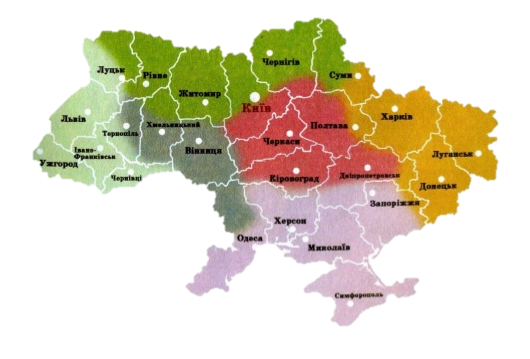 Чернігів
Луцьк
Рівне
Суми
Житомир
Київ
Харків
Львів
Тернопіль
Хмельницький
Полтава
Черкаси
Вінниця
Івано-
Франківськ
Луганськ
Ужгород
Чернівці
Кіровоград
Дніпропетровськ
Донецьк
Запоріжжя
Херсон
Одеса
Миколаїв
Симферополь